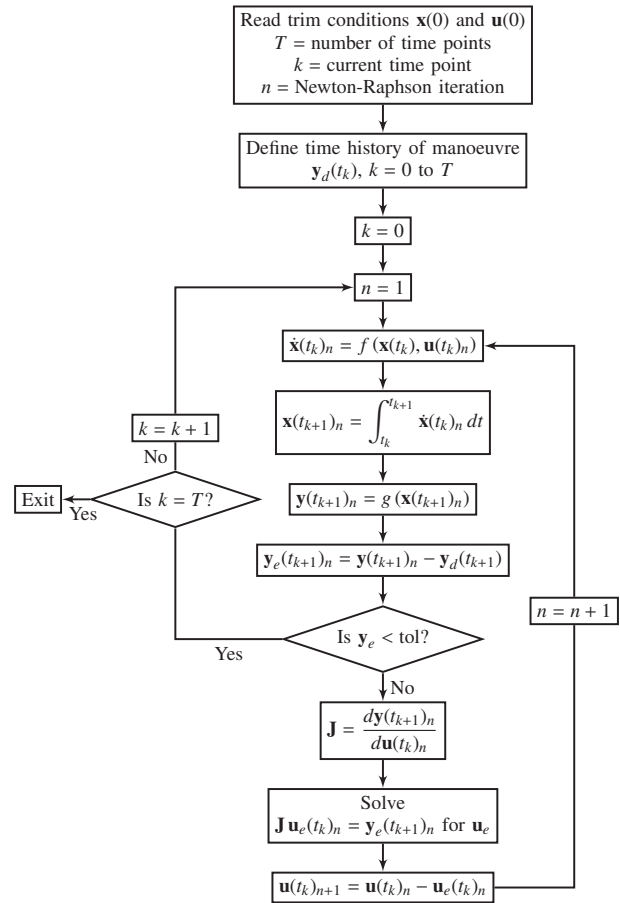 Read trim conditions x(0) and u(0)
T = number of time points
k = current time point
n = Newton-Raphson iteration
Define time history of manoeuvre
y_d(t_k), k = 0 to T
k = 0
n = 1
ẋ(t_k)_n = f (x(t_k), u(t_k)_n)
x(t_{k+1})_n = ∫_{t_k}^{t_{k+1}} ẋ(t_k)_n dt
k = k + 1
No
Is k = T?
Exit
Yes
y(t_{k+1})_n = g (x(t_{k+1})_n)
y_e(t_{k+1})_n = y(t_{k+1})_n − y_d(t_{k+1})
n = n + 1
Is y_e < tol?
Yes
No
J = dy(t_{k+1})_n / du(t_k)_n
Solve
J u_e(t_k)_n = y_e(t_{k+1})_n for u_e
u(t_k)_{n+1} = u(t_k)_n − u_e(t_k)_n